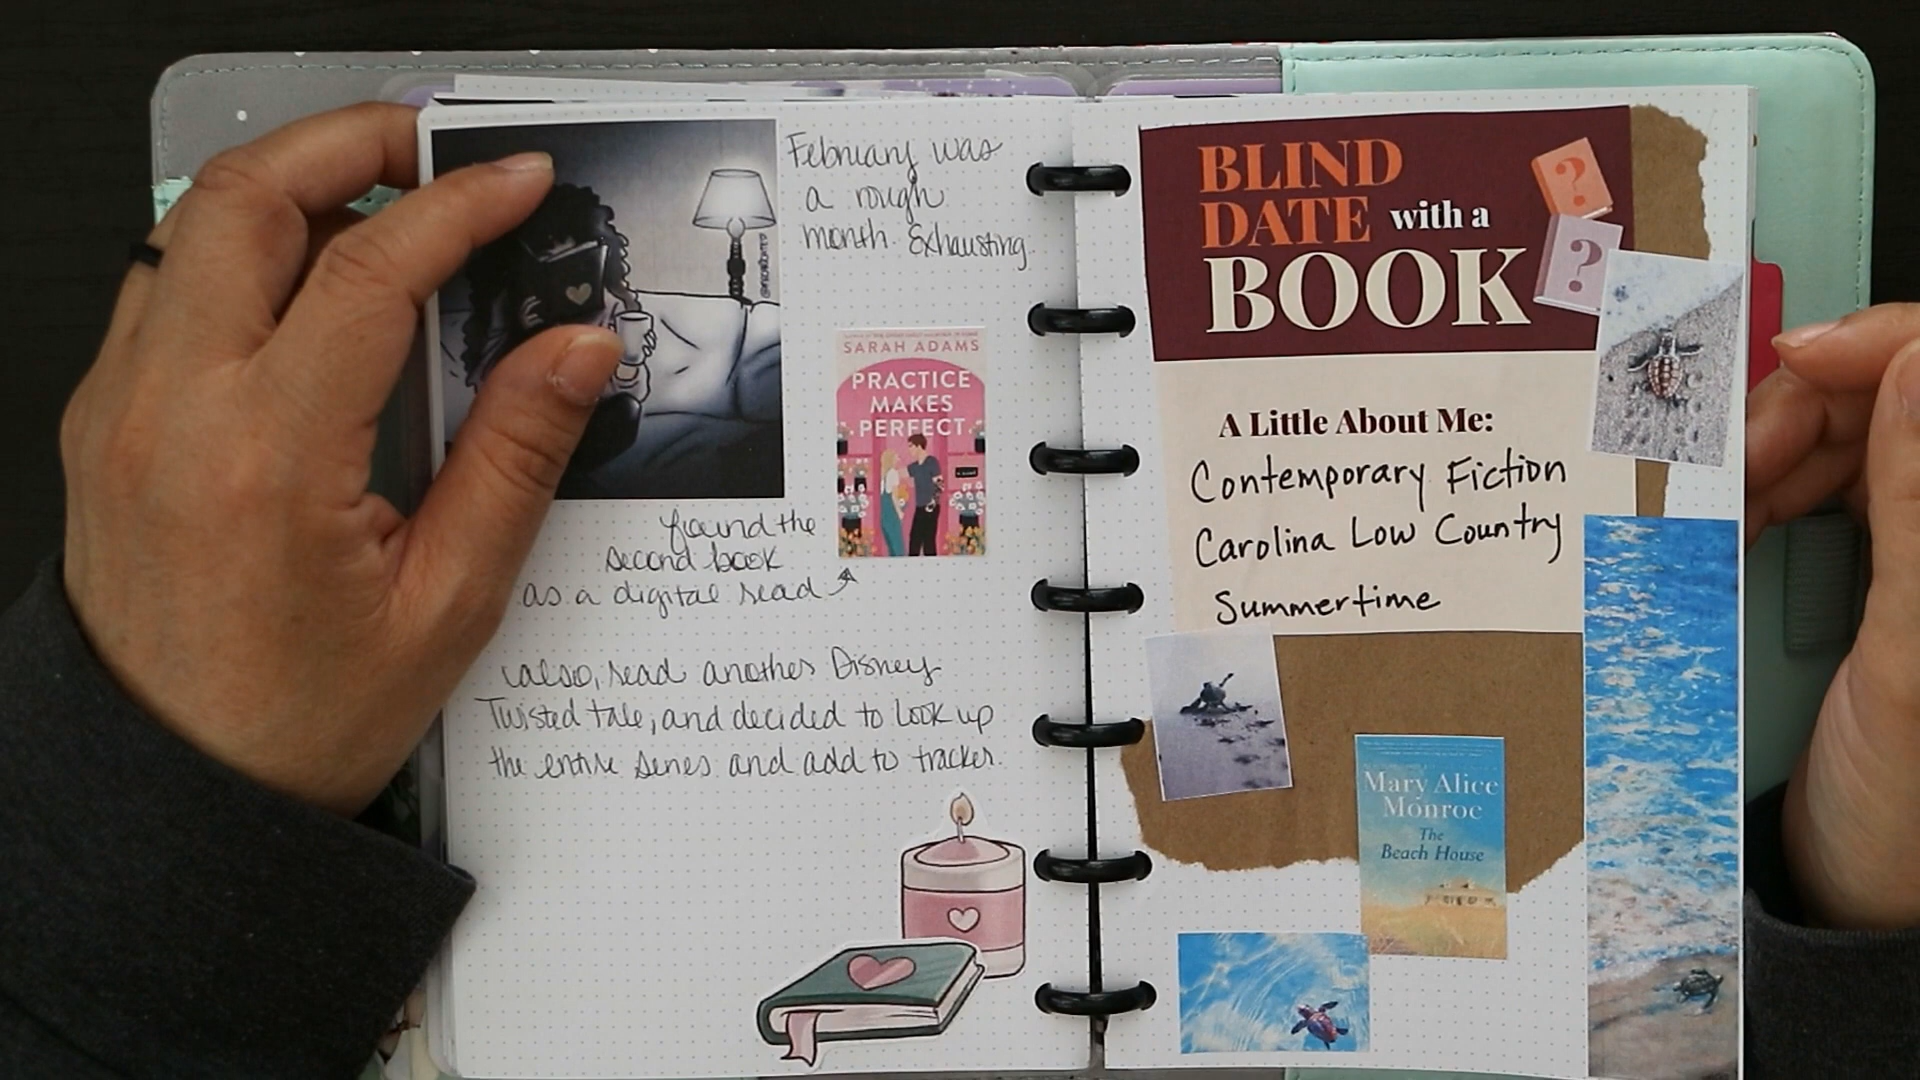 February was
a rough
month. Exhausting.
SARAH ADAMS
PRACTICE
MAKES
PERFECT
found the
second book
as a digital read
also, read another Disney
Twisted tale, and decided to look up
the entire series and add to tracker.
BLIND
DATE with a
BOOK
?
?
A Little About Me:
Contemporary Fiction
Carolina Low Country
Summertime
Mary Alice
Monroe
The
Beach House